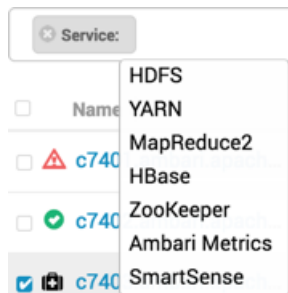 Service:
HDFS
Name
YARN
MapReduce2
c740
HBase
ZooKeeper
c740
Ambari Metrics
c740
SmartSense